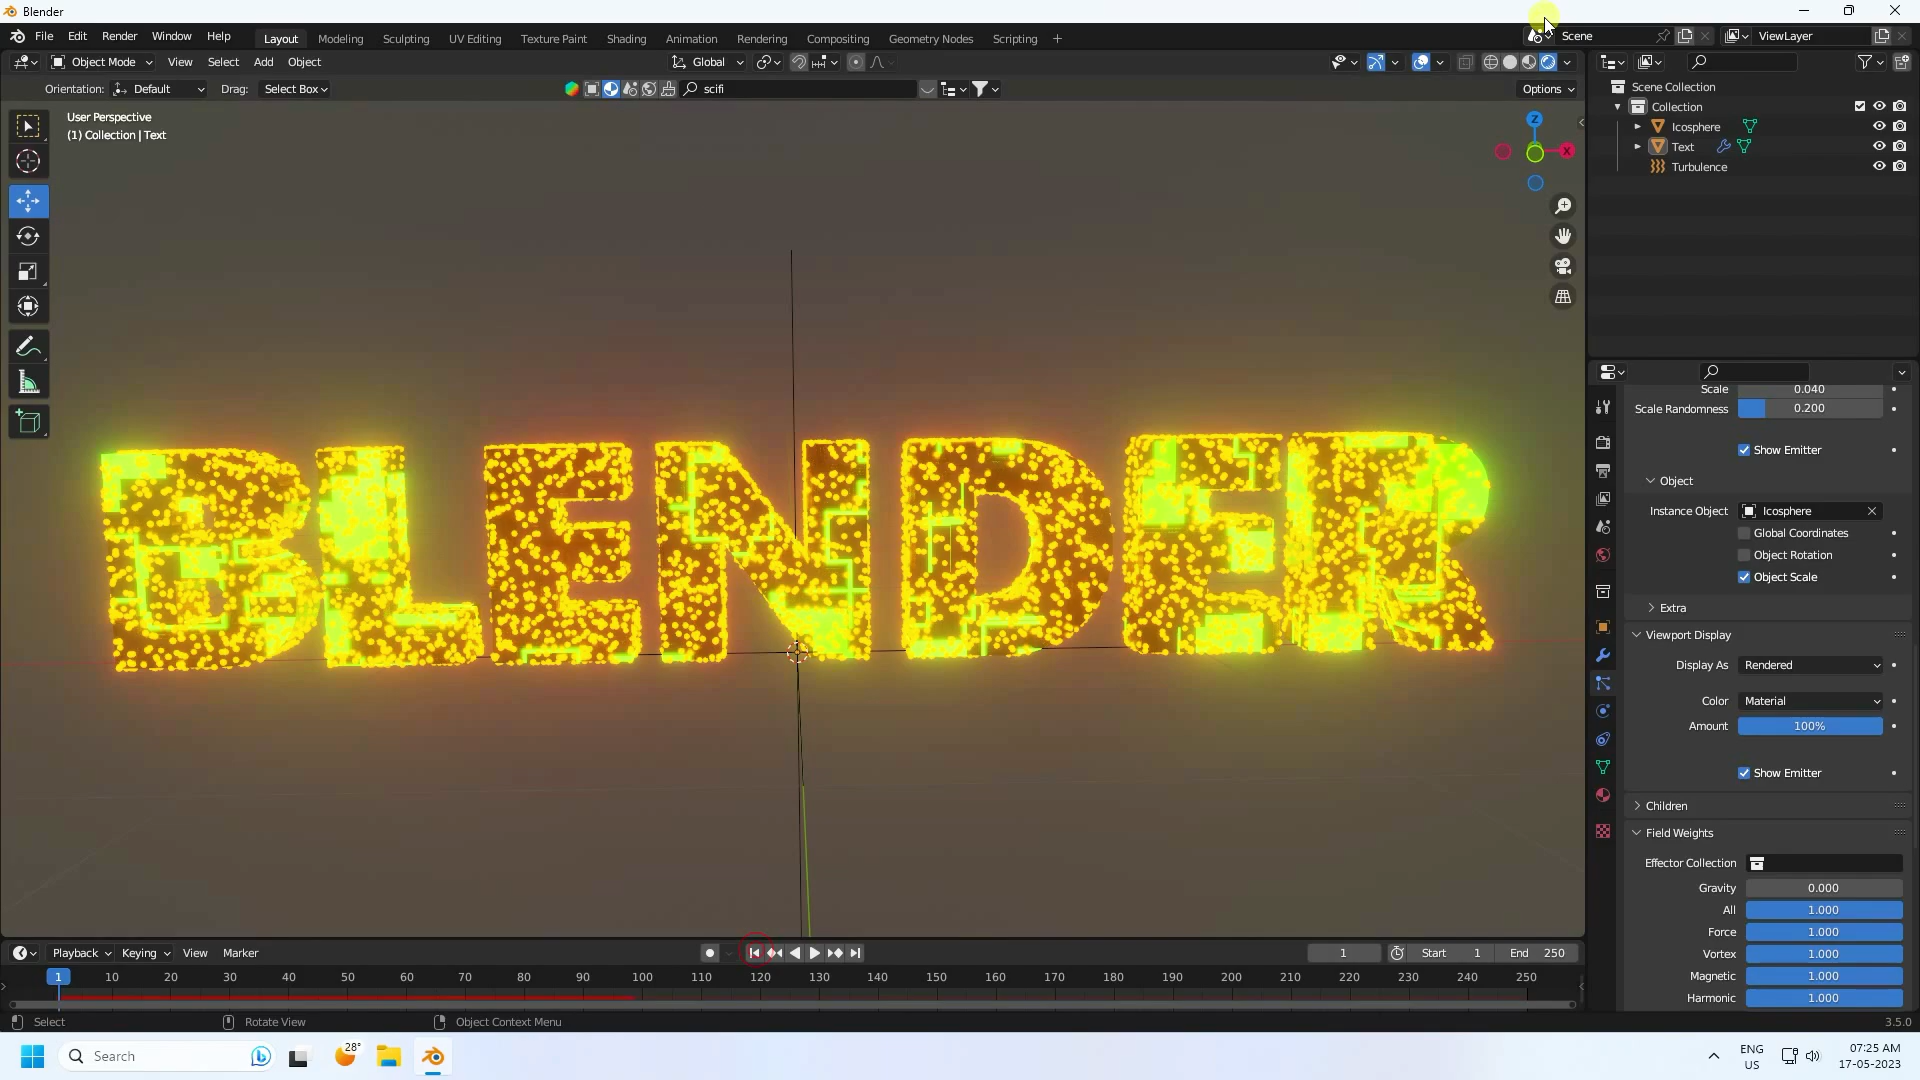 Blender
File Edit Render Window Help Layout Modeling Sculpting UV Editing Texture Paint Shading Animation Rendering Compositing Geometry Nodes Scripting + Scene ViewLayer
Object Mode View Select Add Object Global
Orientation: Default Drag: Select Box scifi Options
User Perspective
(1) Collection | Text
Z
X
Scene Collection
Collection
Icosphere
Text
Turbulence
BLENDER
Scale 0.040
Scale Randomness 0.200
Show Emitter
Object
Instance Object Icosphere
Global Coordinates
Object Rotation
Object Scale
Extra
Viewport Display
Display As Rendered
Color Material
Amount 100%
Show Emitter
Children
Field Weights
Effector Collection
Gravity 0.000
All 1.000
Force 1.000
Vortex 1.000
Magnetic 1.000
Harmonic 1.000
Playback Keying View Marker 1 Start 1 End 250
1 10 20 30 40 50 60 70 80 90 100 110 120 130 140 150 160 170 180 190 200 210 220 230 240 250
Select Rotate View Object Context Menu 3.5.0
Search 28° ENG US 07:25 AM 17-05-2023